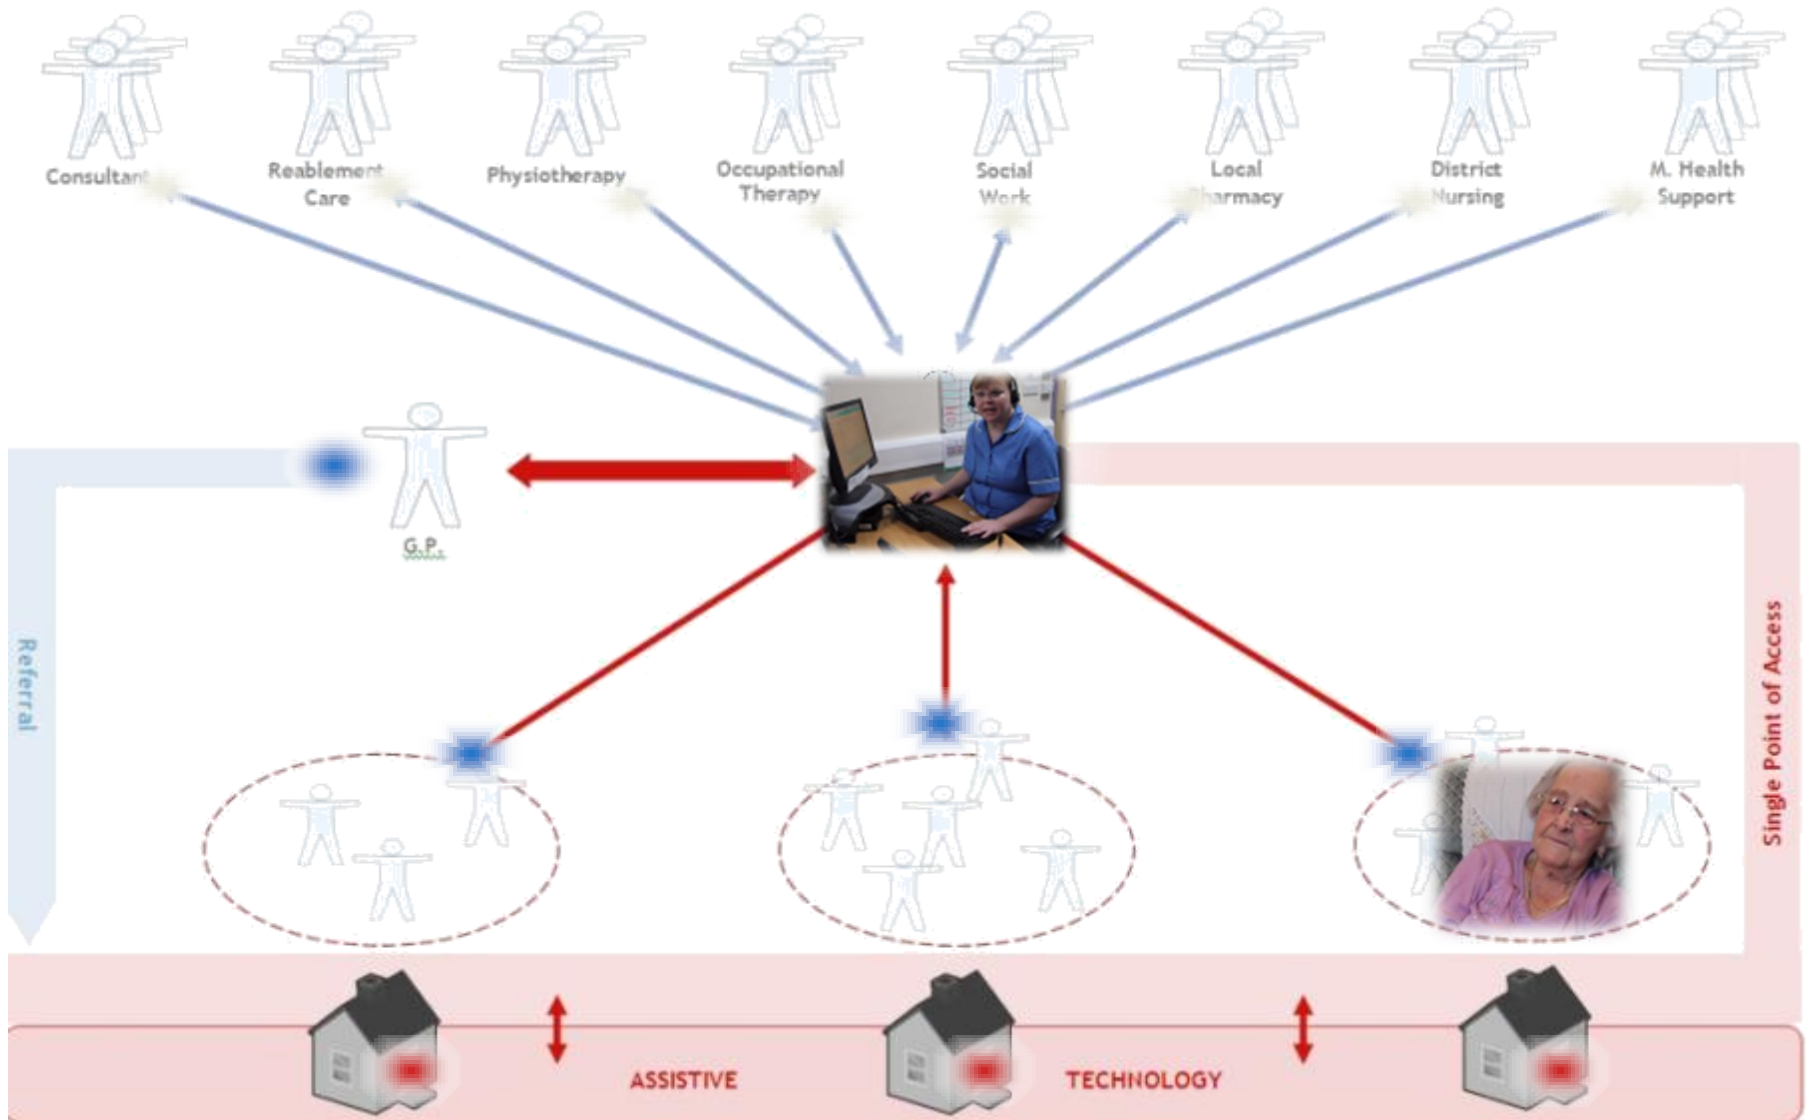 Consultant
Reablement
Care
Physiotherapy
Occupational
Therapy
Social
Work
Local
Pharmacy
District
Nursing
M. Health
Support
G.P.
Referral
Single Point of Access
ASSISTIVE
TECHNOLOGY